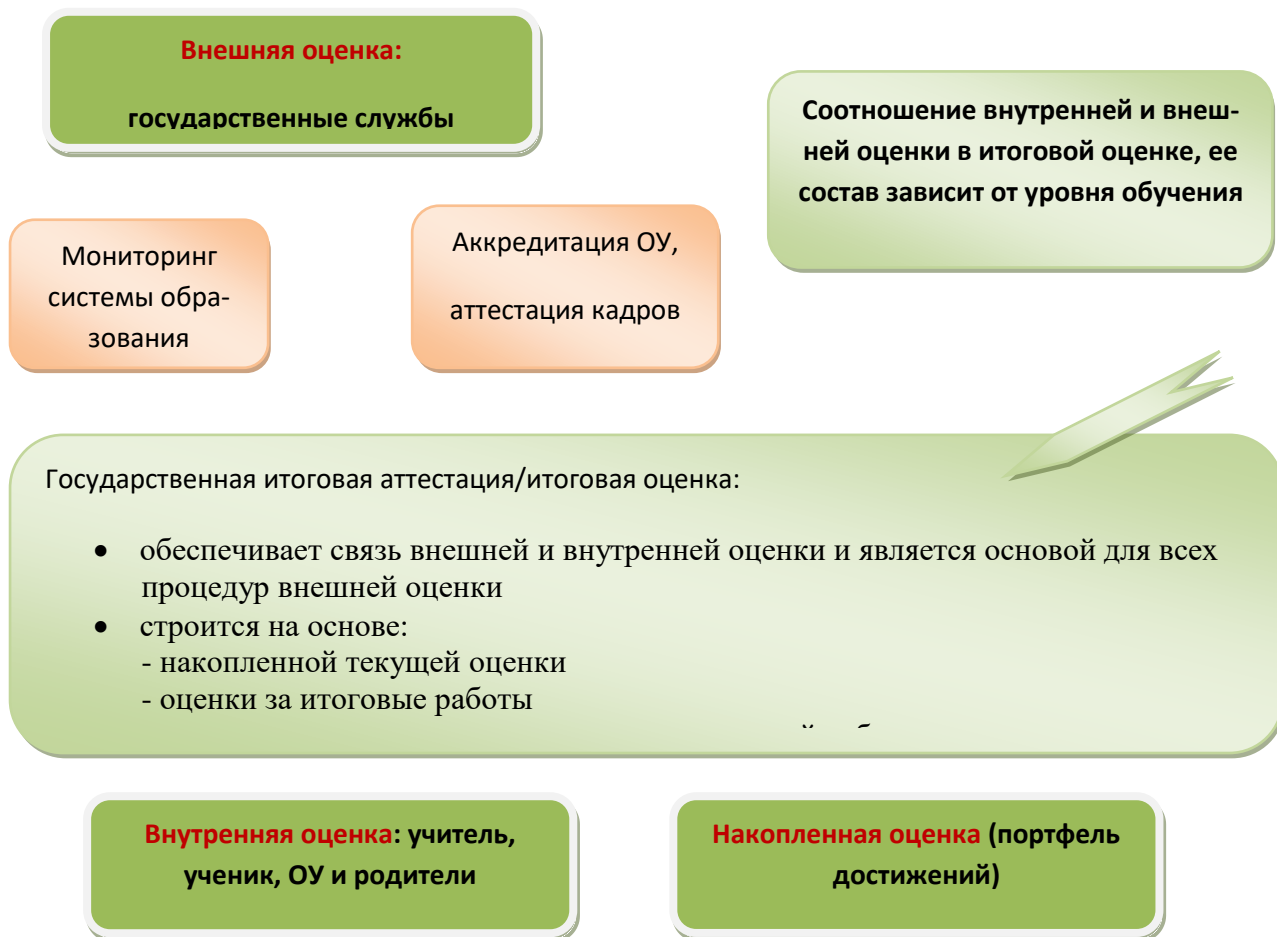 Внешняя оценка:
государственные службы
Соотношение внутренней и внеш-
ней оценки в итоговой оценке, ее
состав зависит от уровня обучения
Мониторинг
системы обра-
зования
Аккредитация ОУ,
аттестация кадров
Государственная итоговая аттестация/итоговая оценка:
• обеспечивает связь внешней и внутренней оценки и является основой для всех
процедур внешней оценки
• строится на основе:
- накопленной текущей оценки
- оценки за итоговые работы
Внутренняя оценка: учитель,
ученик, ОУ и родители
Накопленная оценка (портфель
достижений)